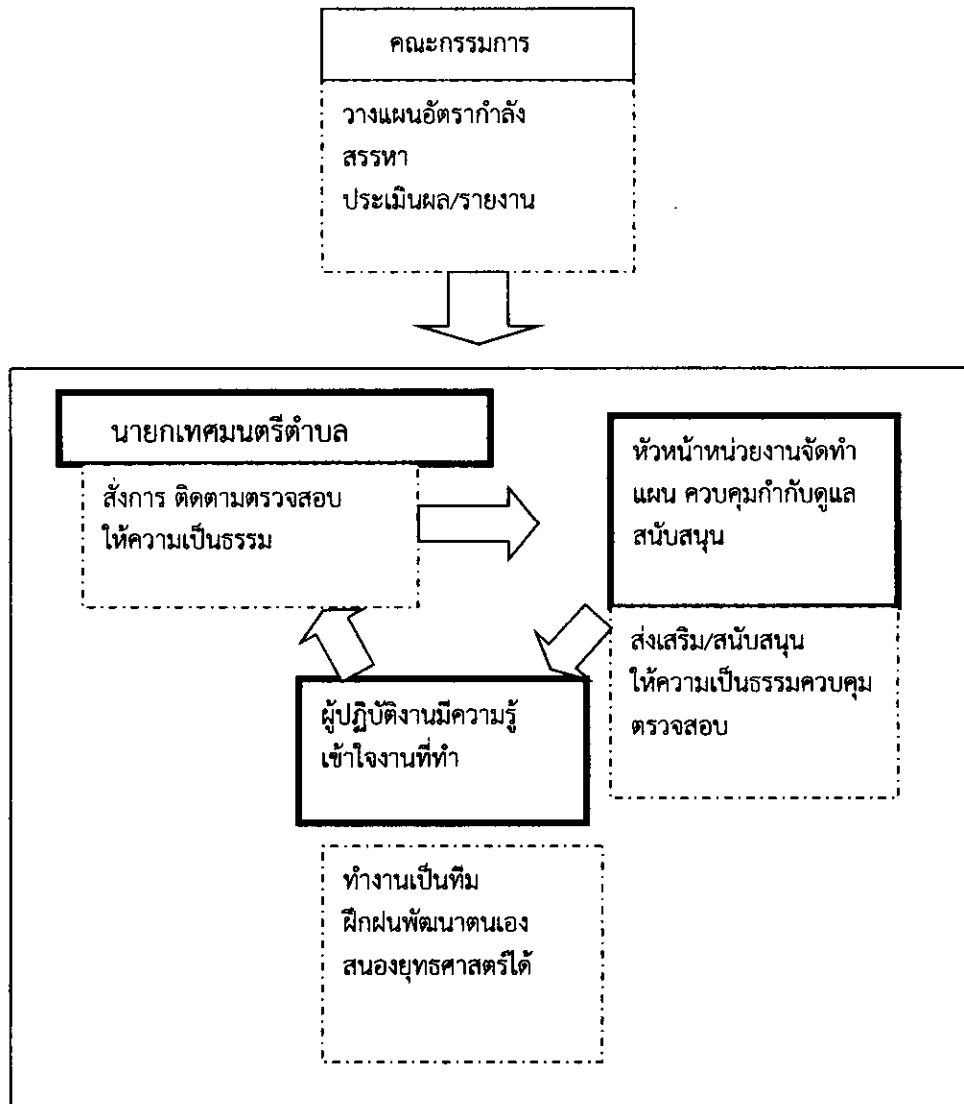 คณะกรรมการ
วางแผนอัตรากำลัง
สรรหา
ประเมินผล/รายงาน
นายกเทศมนตรีตำบล
สั่งการ ติดตามตรวจสอบ
ให้ความเป็นธรรม
หัวหน้าหน่วยงานจัดทำ
แผน ควบคุมกำกับดูแล
สนับสนุน
ส่งเสริม/สนับสนุน
ให้ความเป็นธรรมควบคุม
ตรวจสอบ
ผู้ปฏิบัติงานมีความรู้
เข้าใจงานที่ทำ
ทำงานเป็นทีม
ฝึกฝนพัฒนาตนเอง
สนองยุทธศาสตร์ได้